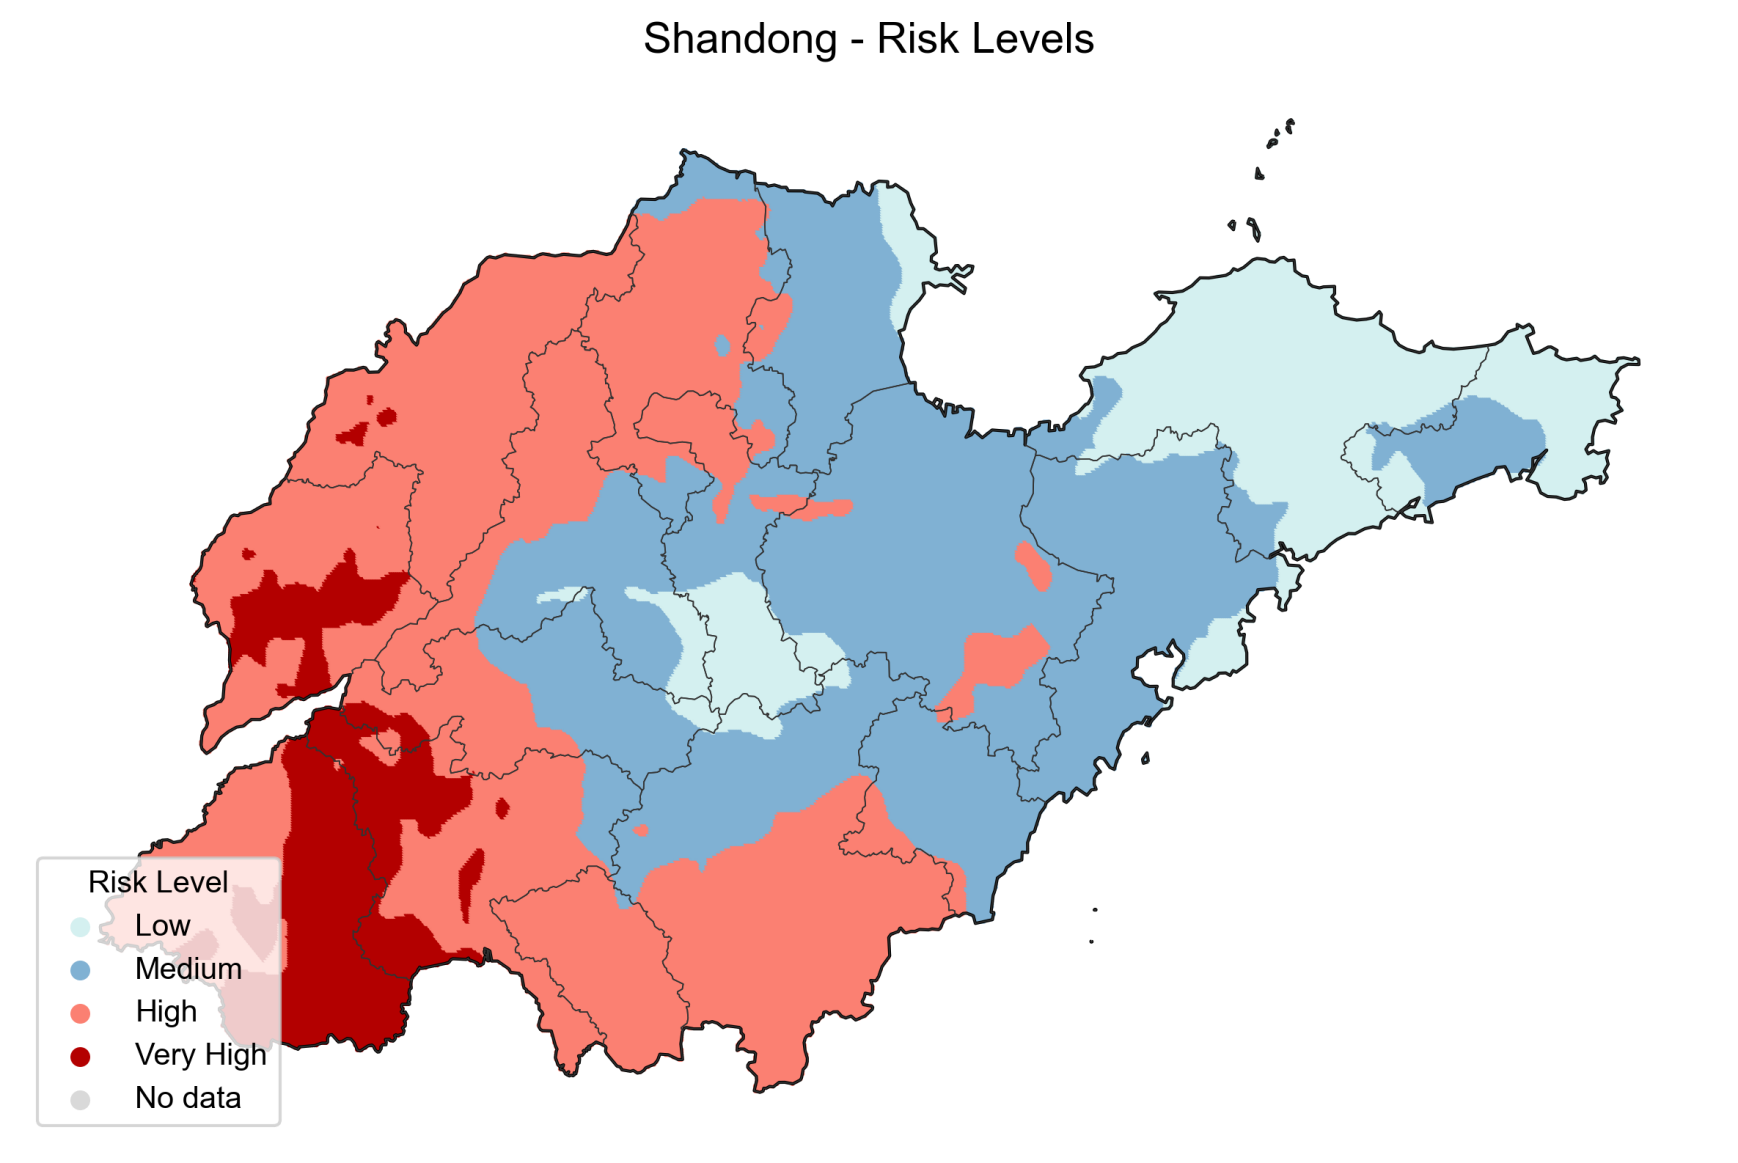 Shandong - Risk Levels
Risk Level
Low
Medium
High
Very High
No data